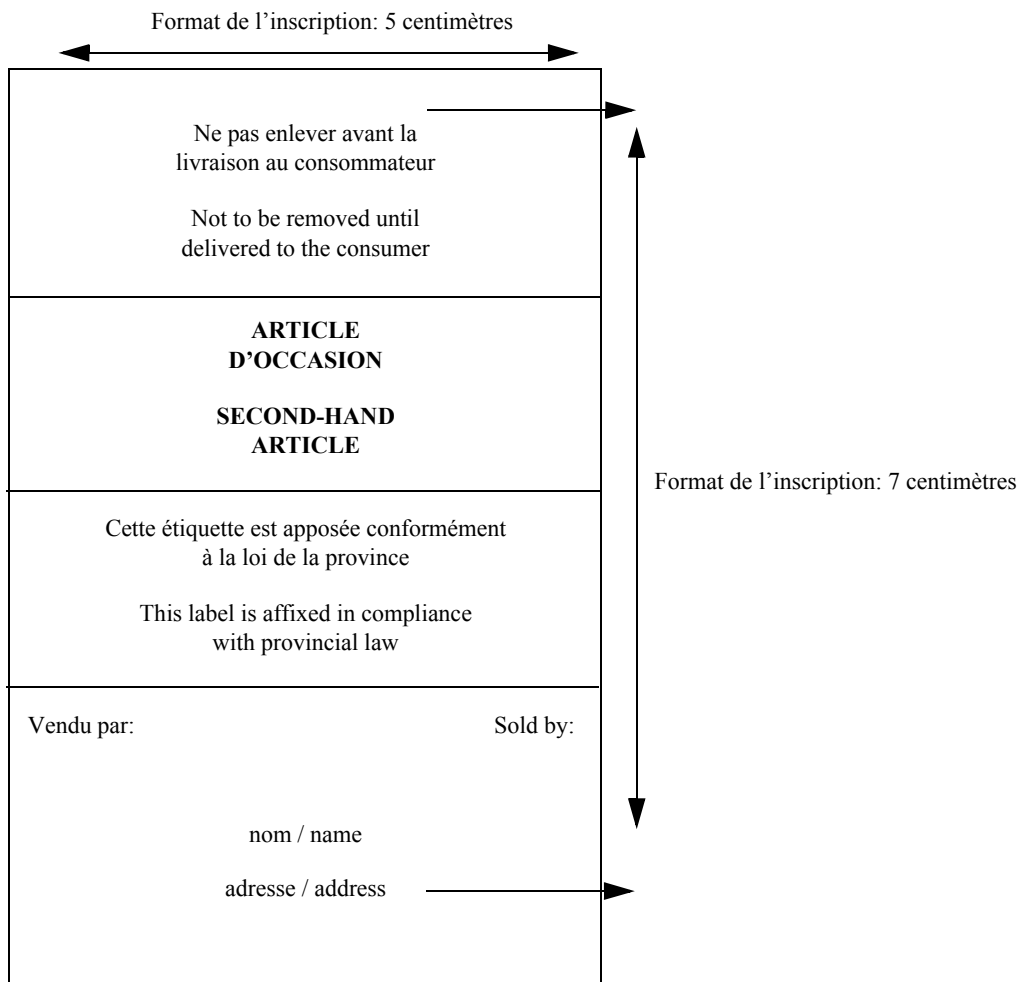 Format de l’inscription: 5 centimètres
Ne pas enlever avant la
livraison au consommateur
Not to be removed until
delivered to the consumer
ARTICLE
D’OCCASION
SECOND-HAND
ARTICLE
Format de l’inscription: 7 centimètres
Cette étiquette est apposée conformément
à la loi de la province
This label is affixed in compliance
with provincial law
Vendu par: Sold by:
nom / name
adresse / address